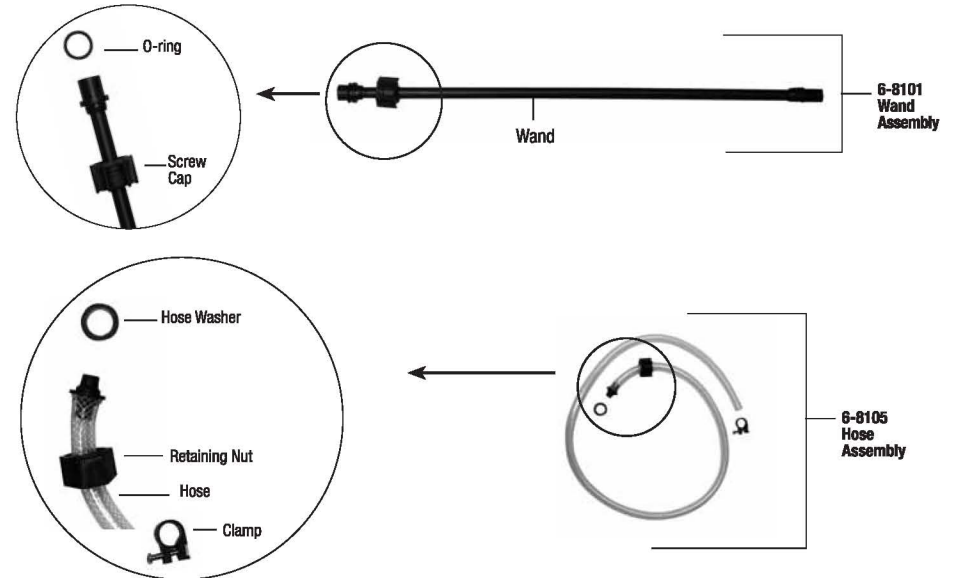 O-ring
Screw
Cap
Wand
6-8101
Wand
Assembly
Hose Washer
Retaining Nut
Hose
Clamp
6-8105
Hose
Assembly